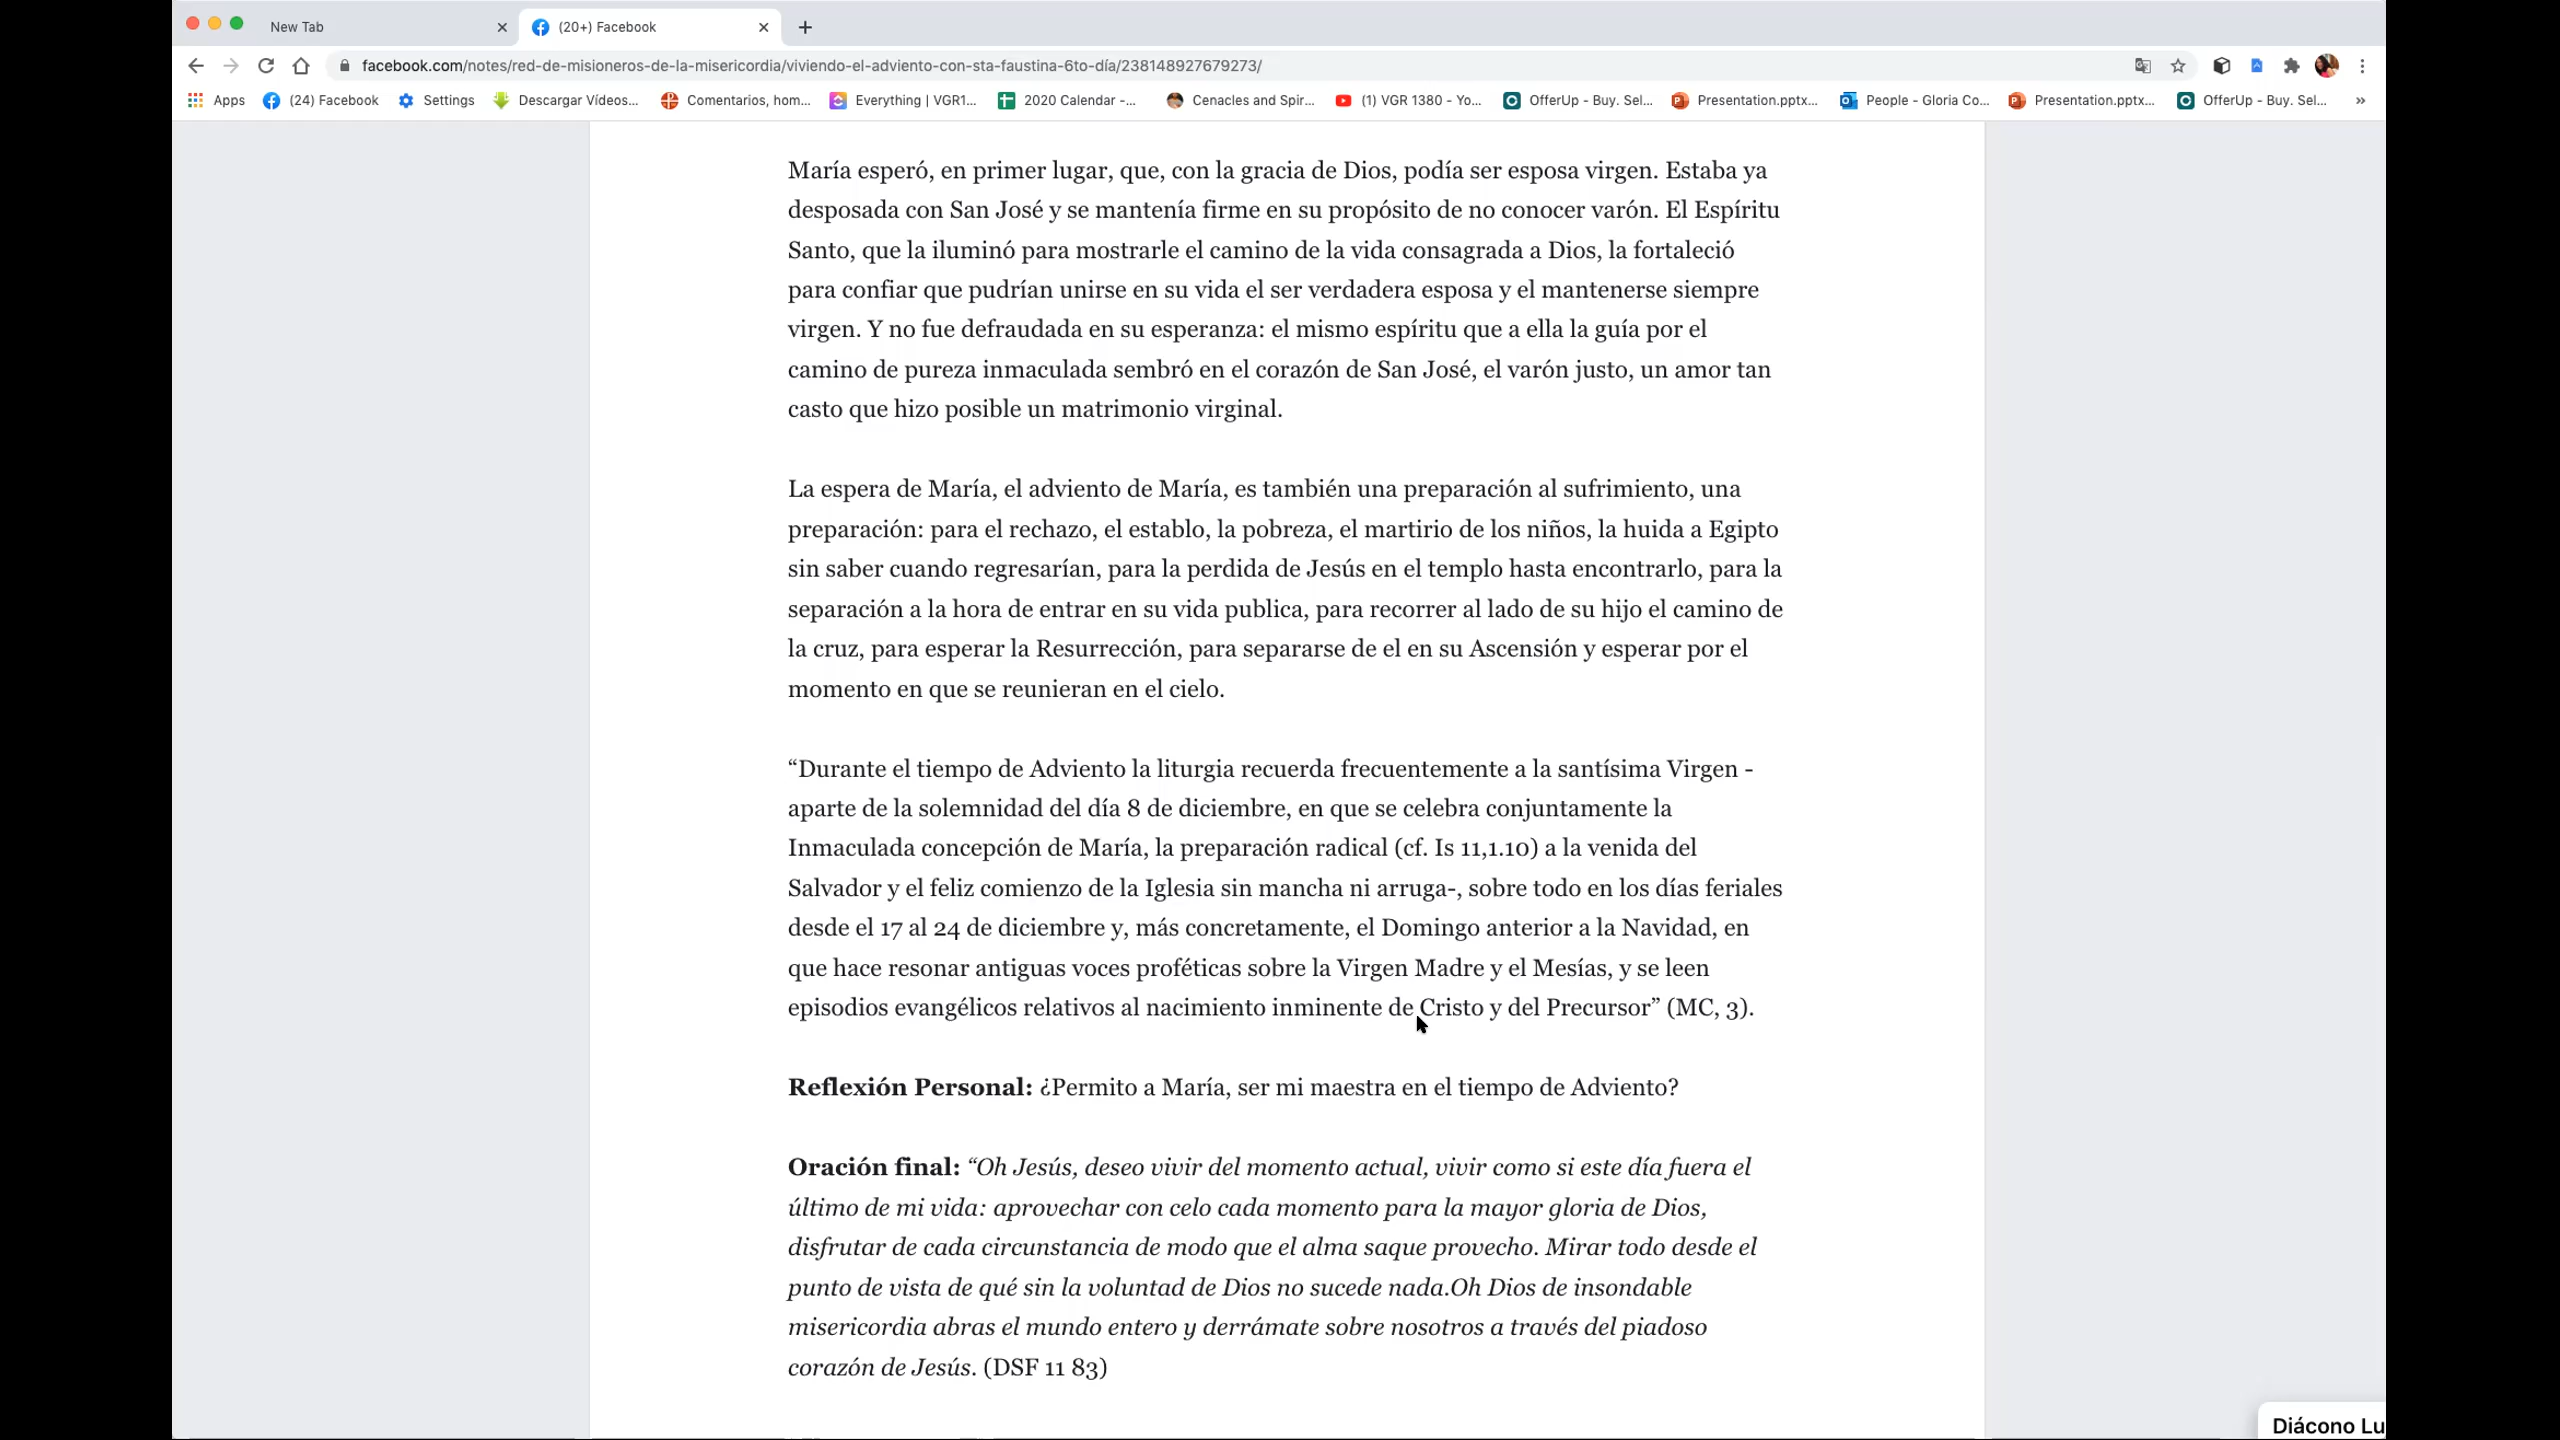 New Tab
(20+) Facebook
facebook.com/notes/red-de-misioneros-de-la-misericordia/viviendo-el-adviento-con-sta-faustina-6to-día/238148927679273/
Apps (24) Facebook Settings Descargar Vídeos... Comentarios, hom... Everything | VGR1... 2020 Calendar -... Cenacles and Spir... (1) VGR 1380 - Yo... OfferUp - Buy. Sel... Presentation.pptx... People - Gloria Co... Presentation.pptx... OfferUp - Buy. Sel... »
María esperó, en primer lugar, que, con la gracia de Dios, podía ser esposa virgen. Estaba ya
desposada con San José y se mantenía firme en su propósito de no conocer varón. El Espíritu
Santo, que la iluminó para mostrarle el camino de la vida consagrada a Dios, la fortaleció
para confiar que pudrían unirse en su vida el ser verdadera esposa y el mantenerse siempre
virgen. Y no fue defraudada en su esperanza: el mismo espíritu que a ella la guía por el
camino de pureza inmaculada sembró en el corazón de San José, el varón justo, un amor tan
casto que hizo posible un matrimonio virginal.
La espera de María, el adviento de María, es también una preparación al sufrimiento, una
preparación: para el rechazo, el establo, la pobreza, el martirio de los niños, la huida a Egipto
sin saber cuando regresarían, para la perdida de Jesús en el templo hasta encontrarlo, para la
separación a la hora de entrar en su vida publica, para recorrer al lado de su hijo el camino de
la cruz, para esperar la Resurrección, para separarse de el en su Ascensión y esperar por el
momento en que se reunieran en el cielo.
“Durante el tiempo de Adviento la liturgia recuerda frecuentemente a la santísima Virgen -
aparte de la solemnidad del día 8 de diciembre, en que se celebra conjuntamente la
Inmaculada concepción de María, la preparación radical (cf. Is 11,1.10) a la venida del
Salvador y el feliz comienzo de la Iglesia sin mancha ni arruga-, sobre todo en los días feriales
desde el 17 al 24 de diciembre y, más concretamente, el Domingo anterior a la Navidad, en
que hace resonar antiguas voces proféticas sobre la Virgen Madre y el Mesías, y se leen
episodios evangélicos relativos al nacimiento inminente de Cristo y del Precursor” (MC, 3).
Reflexión Personal: ¿Permito a María, ser mi maestra en el tiempo de Adviento?
Oración final: “Oh Jesús, deseo vivir del momento actual, vivir como si este día fuera el
último de mi vida: aprovechar con celo cada momento para la mayor gloria de Dios,
disfrutar de cada circunstancia de modo que el alma saque provecho. Mirar todo desde el
punto de vista de qué sin la voluntad de Dios no sucede nada.Oh Dios de insondable
misericordia abras el mundo entero y derrámate sobre nosotros a través del piadoso
corazón de Jesús. (DSF 11 83)
Diácono Lu